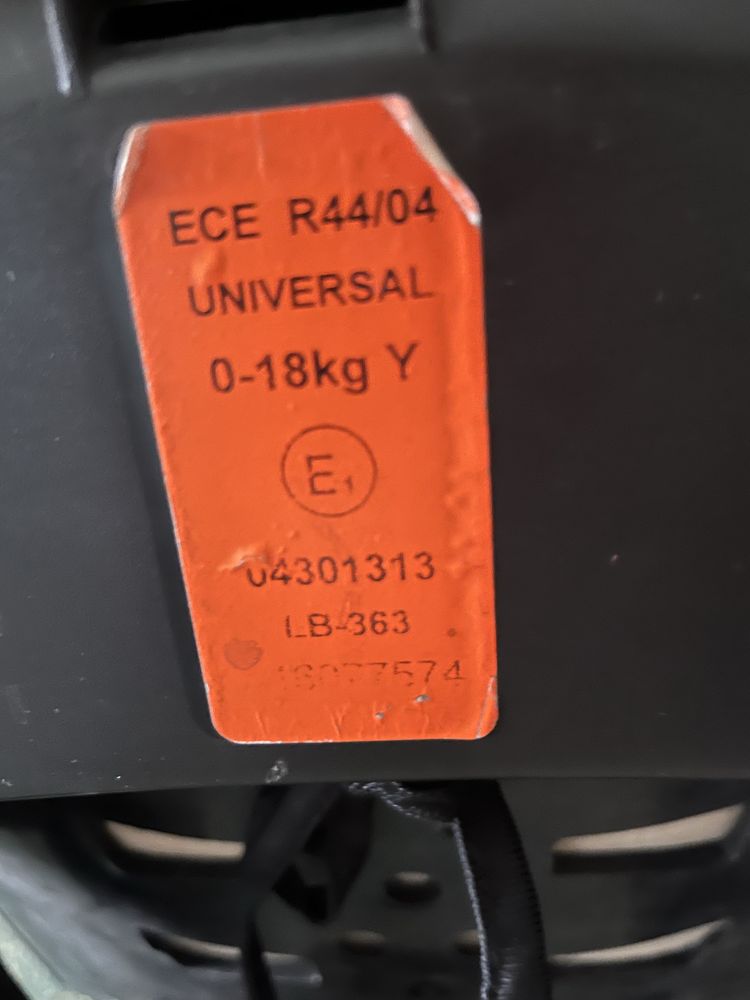 ECE R44/04
UNIVERSAL
0-18kg Y
E1
04301313
LB-363